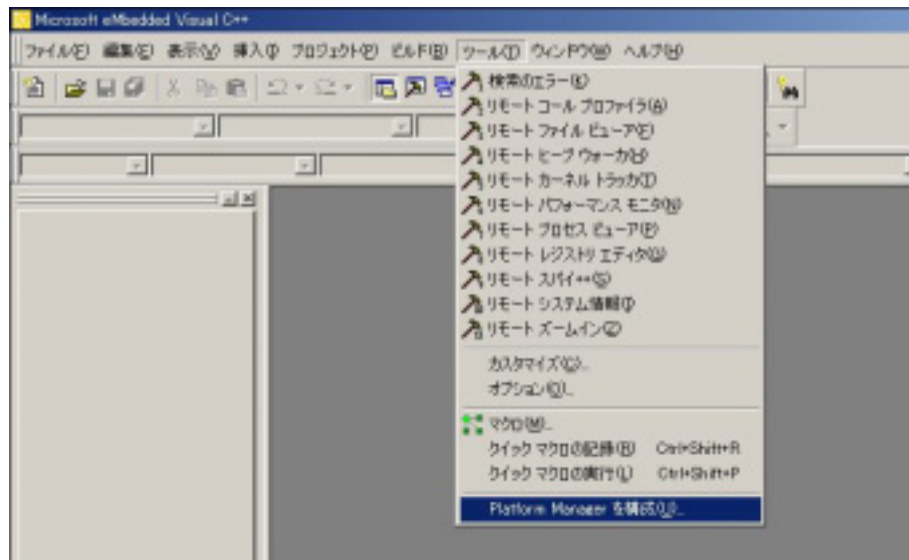 Microsoft eMbedded Visual C++
ファイル(F) 編集(E) 表示(V) 挿入(I) プロジェクト(P) ビルド(B) ツール(T) ウィンドウ(W) ヘルプ(H)
検索のエラー(K)
リモート コール プロファイラ(A)
リモート ファイル ビューア(F)
リモート ヒープ ウォーカ(H)
リモート カーネル トラッカ(T)
リモート パフォーマンス モニタ(N)
リモート プロセス ビューア(P)
リモート レジストリ エディタ(G)
リモート スパイ++(S)
リモート システム情報(I)
リモート ズームイン(Z)
カスタマイズ(C)...
オプション(O)...
マクロ(M)...
クイック マクロの記録(R) Ctrl+Shift+R
クイック マクロの実行(L) Ctrl+Shift+P
Platform Manager を構成(U)...